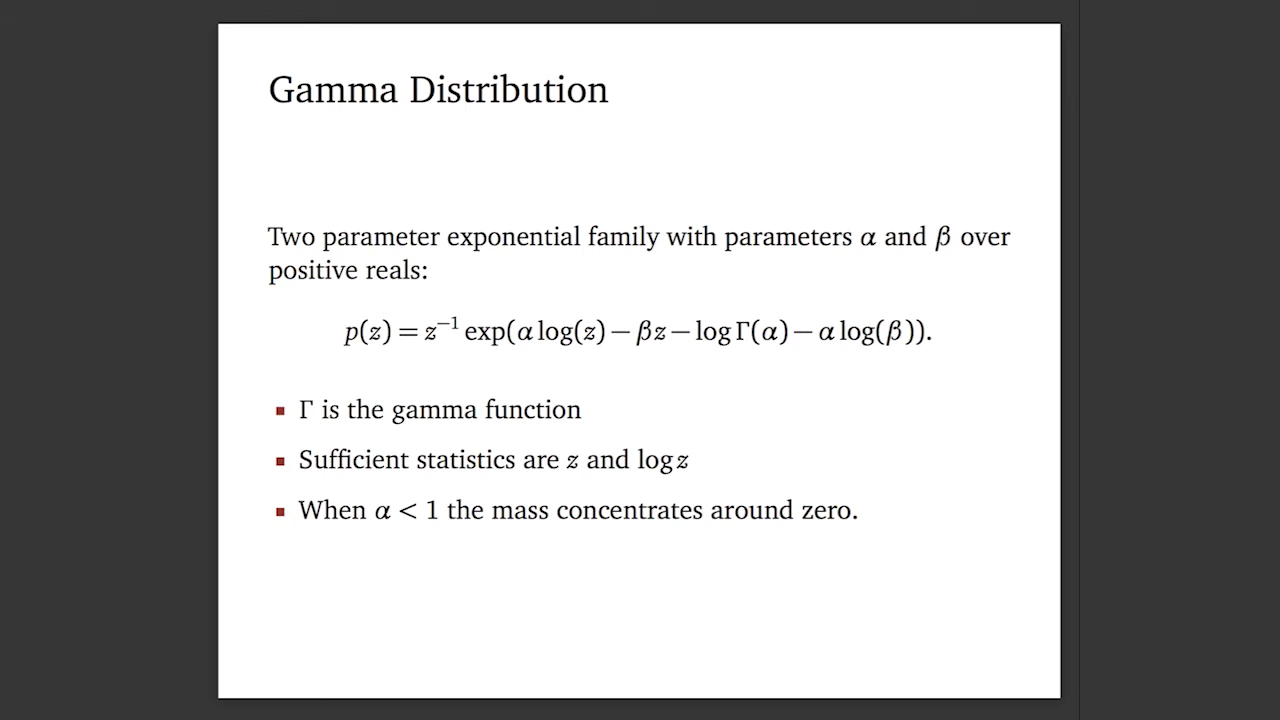 Gamma Distribution
Two parameter exponential family with parameters α and β over
positive reals:
p(z) = z⁻¹ exp(α log(z) − βz − log Γ(α) − α log(β)).
▪ Γ is the gamma function
▪ Sufficient statistics are z and log z
▪ When α < 1 the mass concentrates around zero.